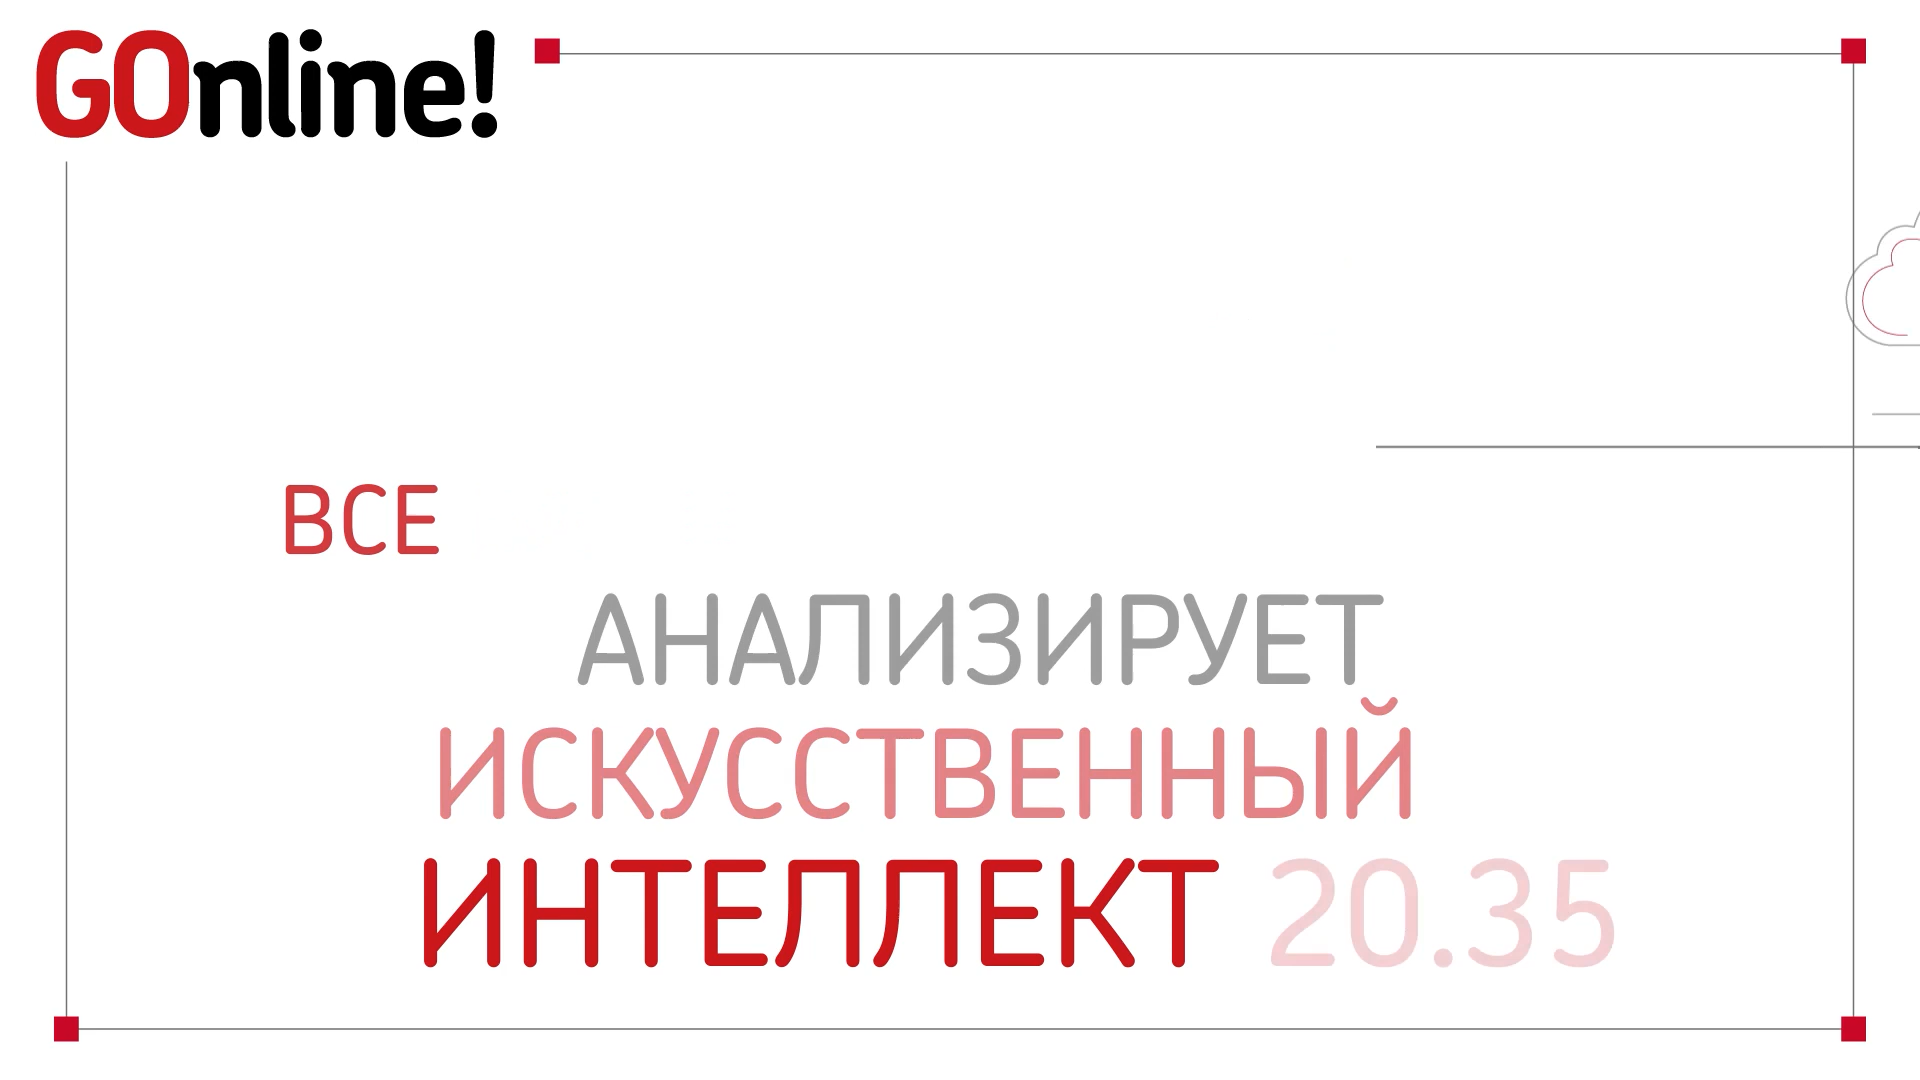 GOnline!
ВСЕ
АНАЛИЗИРУЕТ
ИСКУССТВЕННЫЙ
ИНТЕЛЛЕКТ 20.35